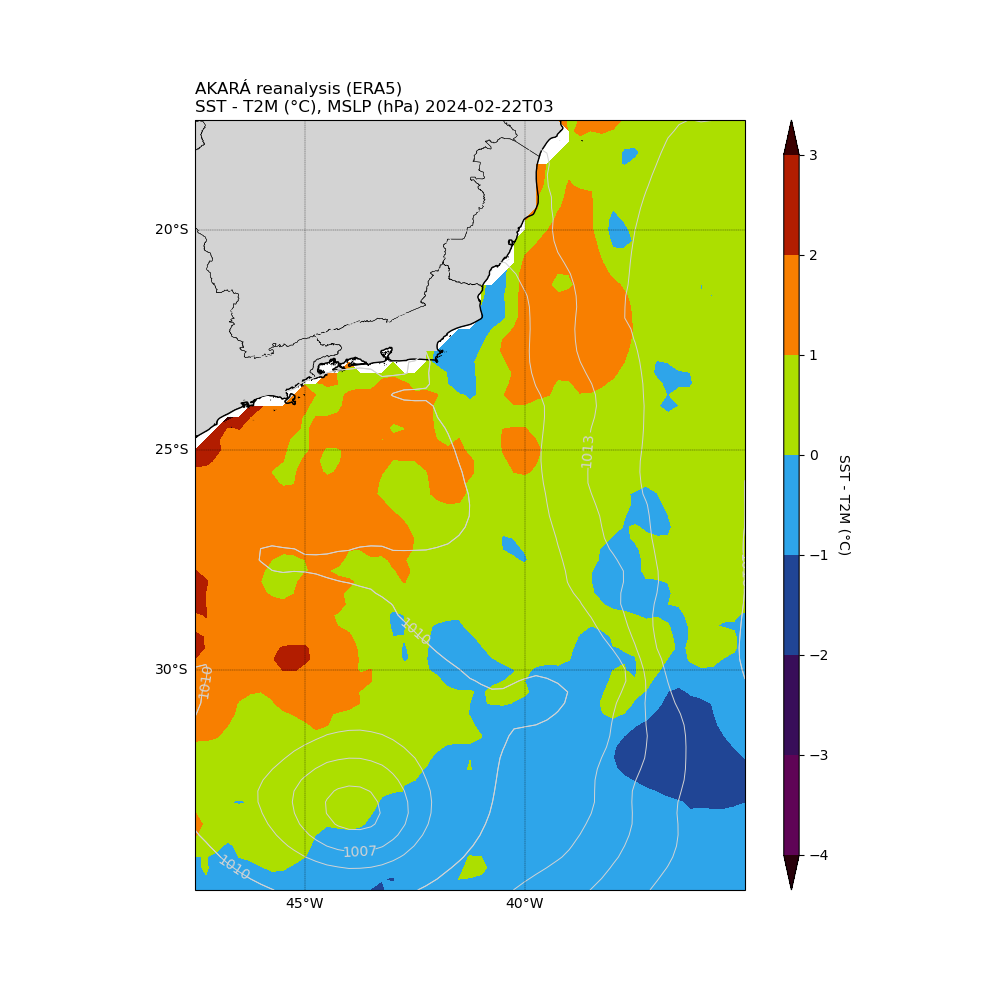 AKARÁ reanalysis (ERA5)
SST - T2M (°C), MSLP (hPa) 2024-02-22T03
20°S
25°S
30°S
45°W
40°W
1013
1010
1010
1007
1010
3
2
1
0
−1
−2
−3
−4
SST - T2M (°C)